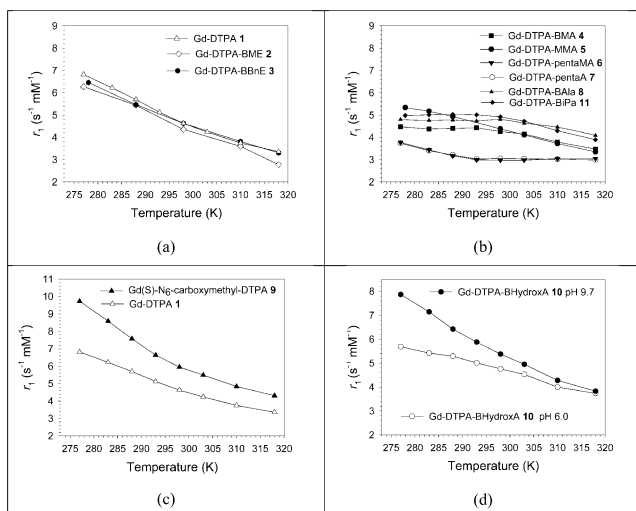 9
8
7
6
5
4
3
2
Gd-DTPA 1
Gd-DTPA-BME 2
Gd-DTPA-BBnE 3
r1 (s-1 mM-1)
275 280 285 290 295 300 305 310 315 320
Temperature (K)
(a)
9
8
7
6
5
4
3
2
Gd-DTPA-BMA 4
Gd-DTPA-MMA 5
Gd-DTPA-pentaMA 6
Gd-DTPA-pentaA 7
Gd-DTPA-BAla 8
Gd-DTPA-BiPa 11
r1 (s-1 mM-1)
275 280 285 290 295 300 305 310 315 320
Temperature (K)
(b)
11
10
9
8
7
6
5
4
3
2
Gd(S)-N6-carboxymethyl-DTPA 9
Gd-DTPA 1
r1 (s-1 mM-1)
275 280 285 290 295 300 305 310 315 320
Temperature (K)
(c)
8
7
6
5
4
3
2
Gd-DTPA-BHydroxA 10 pH 9.7
Gd-DTPA-BHydroxA 10 pH 6.0
r1 (s-1 mM-1)
275 280 285 290 295 300 305 310 315 320
Temperature (K)
(d)